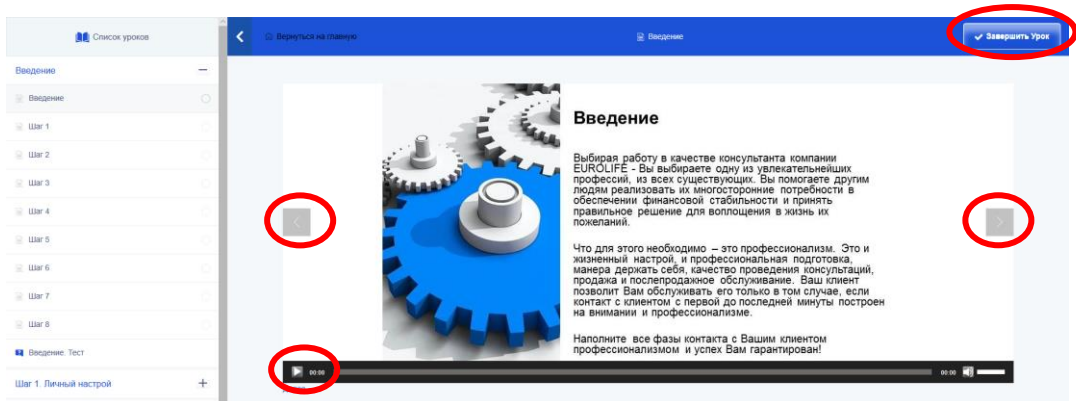 Список уроков
Вернуться на главную
Введение
Завершить Урок
Введение
Введение
Шаг 1
Шаг 2
Шаг 3
Шаг 4
Шаг 5
Шаг 6
Шаг 7
Шаг 8
Введение. Тест
Шаг 1. Личный настрой
Введение
Выбирая работу в качестве консультанта компании
EUROLIFE - Вы выбираете одну из увлекательнейших
профессий, из всех существующих. Вы помогаете другим
людям реализовать их многосторонние потребности в
обеспечении финансовой стабильности и принять
правильное решение для воплощения в жизнь их
пожеланий.
Что для этого необходимо – это профессионализм. Это и
жизненный настрой, и профессиональная подготовка,
манера держать себя, качество проведения консультаций,
продажа и послепродажное обслуживание. Ваш клиент
позволит Вам обслуживать его только в том случае, если
контакт с клиентом с первой до последней минуты построен
на внимании и профессионализме.
Наполните все фазы контакта с Вашим клиентом
профессионализмом и успех Вам гарантирован!
00:00
00:00